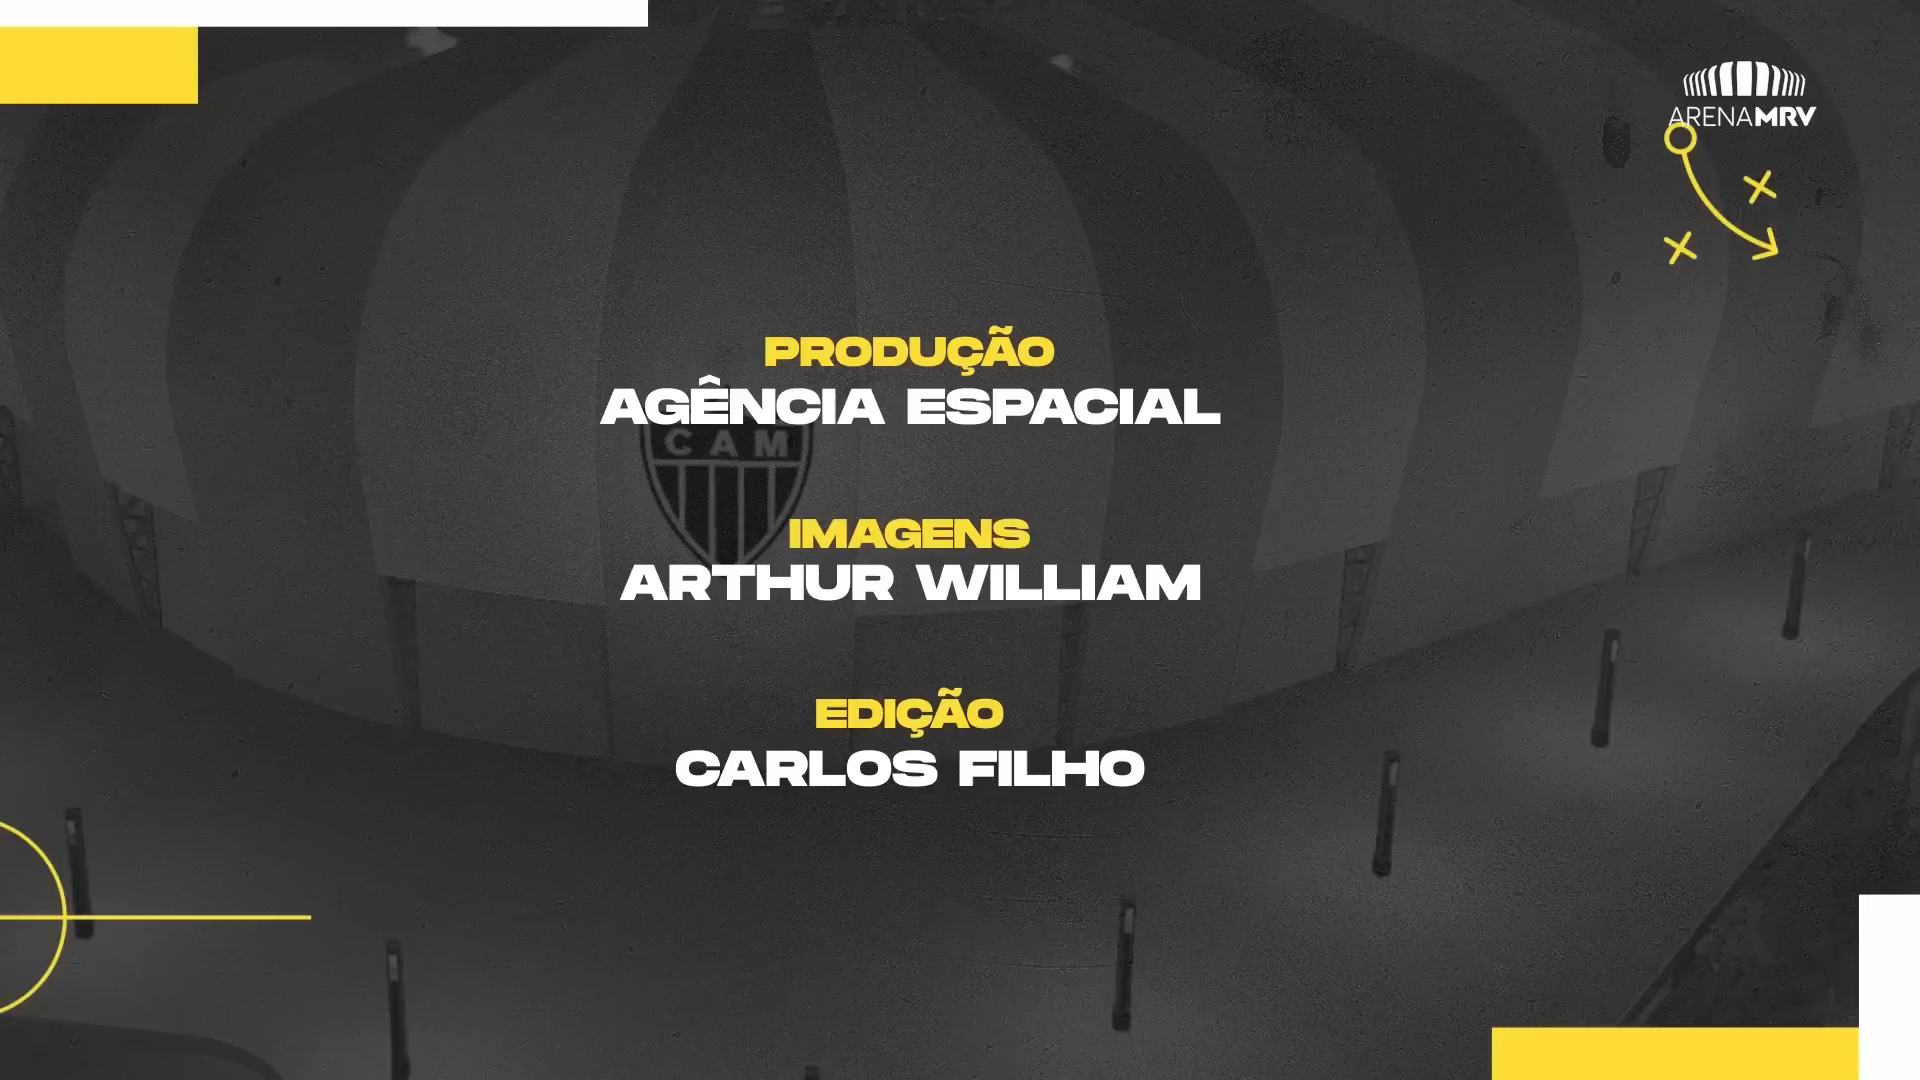 ARENAMRV
PRODUÇÃO
AGÊNCIA ESPACIAL
CAM
IMAGENS
ARTHUR WILLIAM
EDIÇÃO
CARLOS FILHO